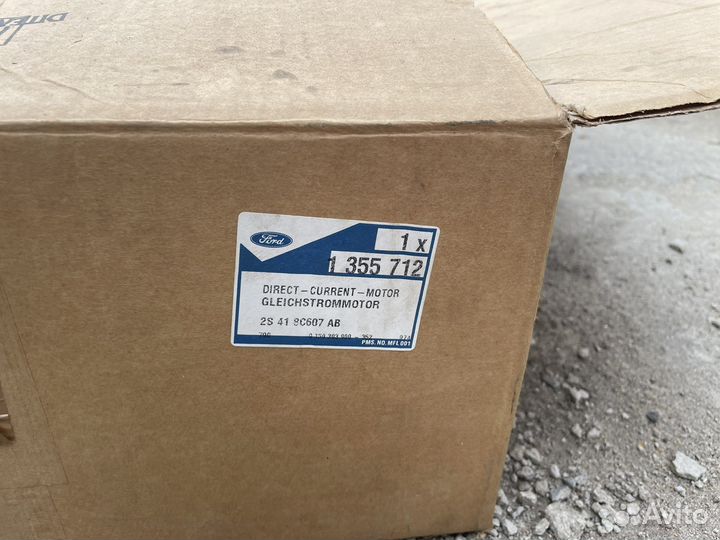 Ford
1 x
1 355 712
DIRECT-CURRENT-MOTOR
GLEICHSTROMMOTOR
2S 41 8C607 AB
PMS. NO. MFL 001
Avito